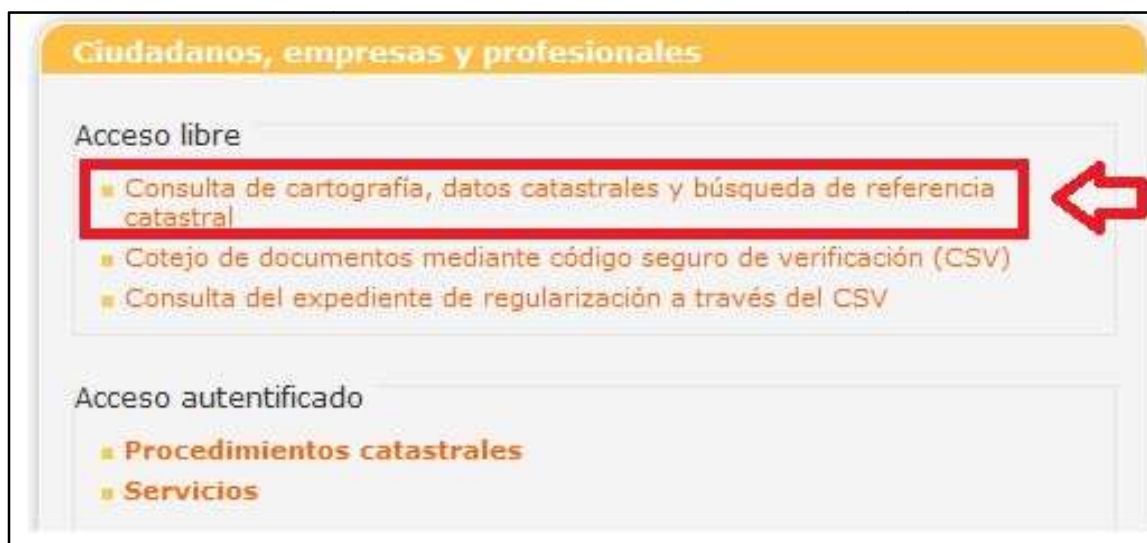 Ciudadanos, empresas y profesionales
Acceso libre
Consulta de cartografía, datos catastrales y búsqueda de referencia
catastral
Cotejo de documentos mediante código seguro de verificación (CSV)
Consulta del expediente de regularización a través del CSV
Acceso autentificado
Procedimientos catastrales
Servicios